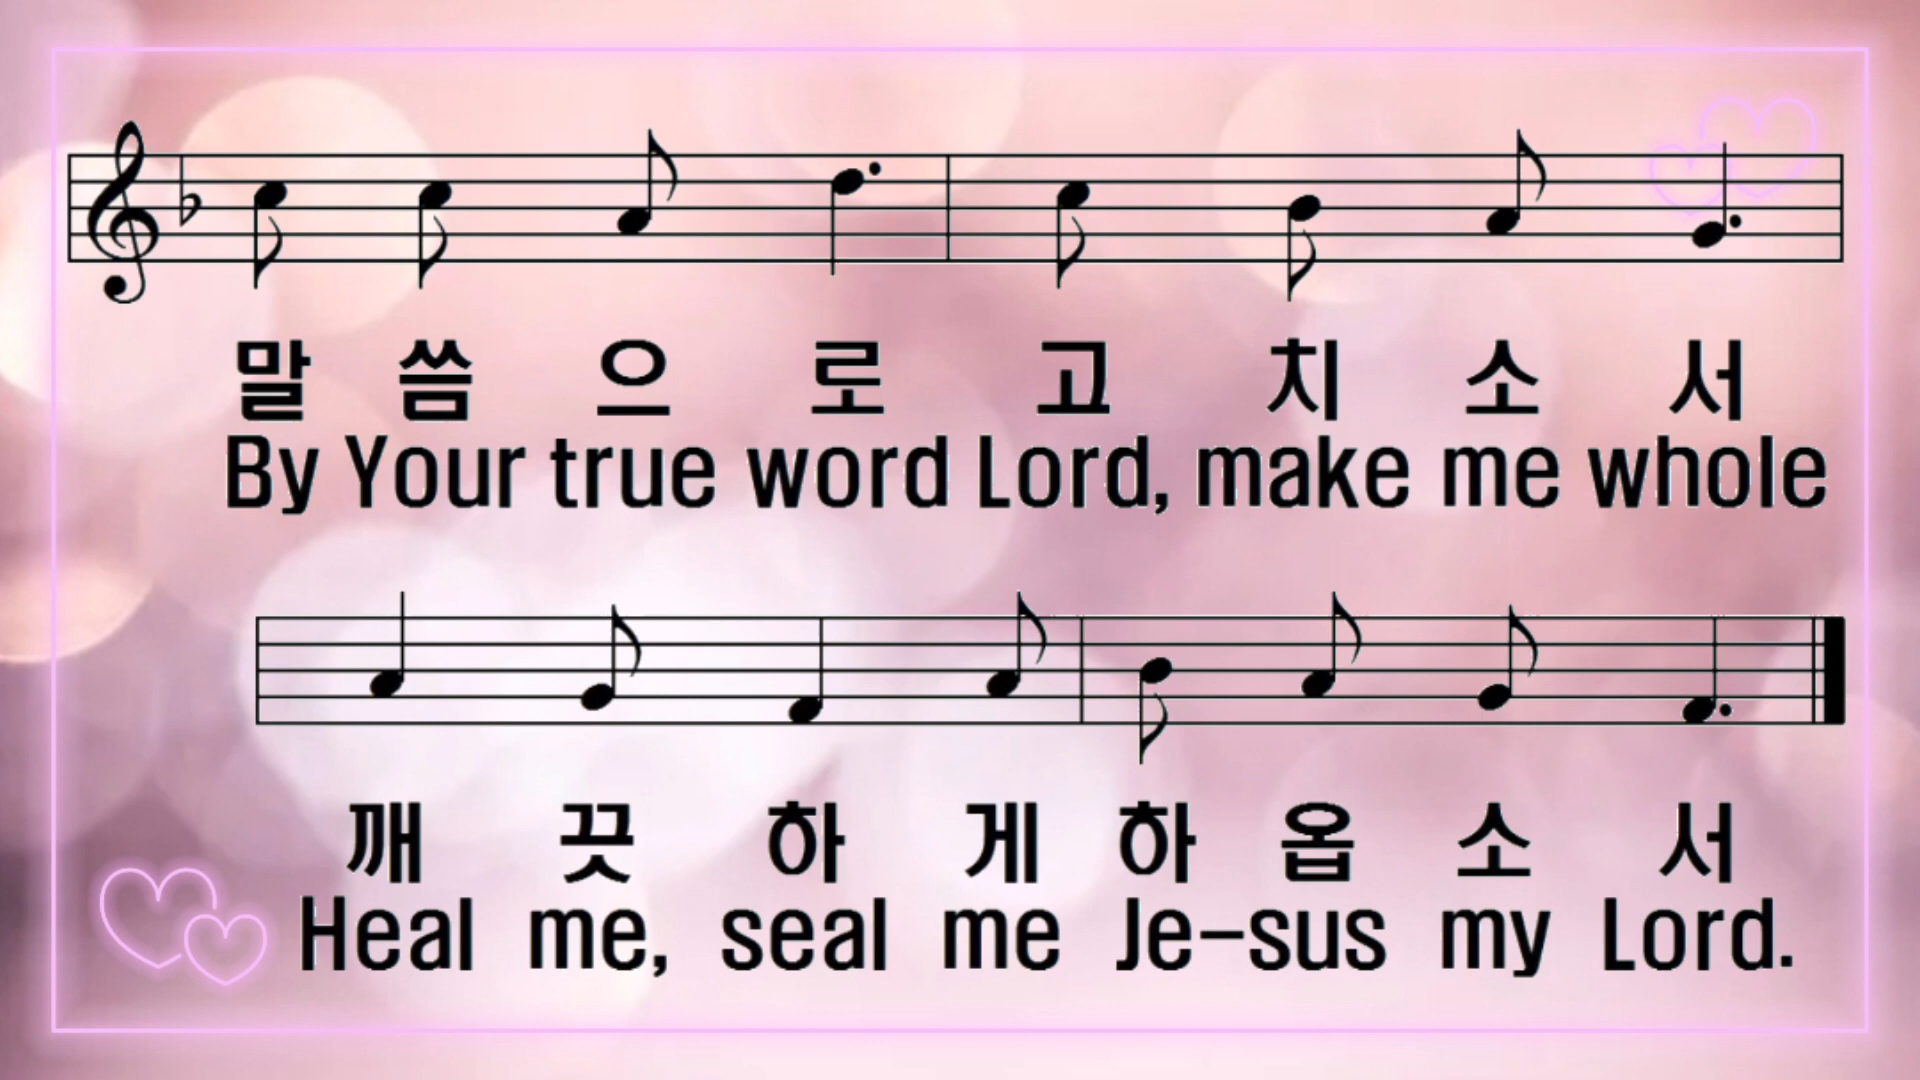 말 씀 으 로 고 치 소 서
By Your true word Lord, make me whole
깨 끗 하 게 하 옵 소 서
Heal me, seal me Je-sus my Lord.